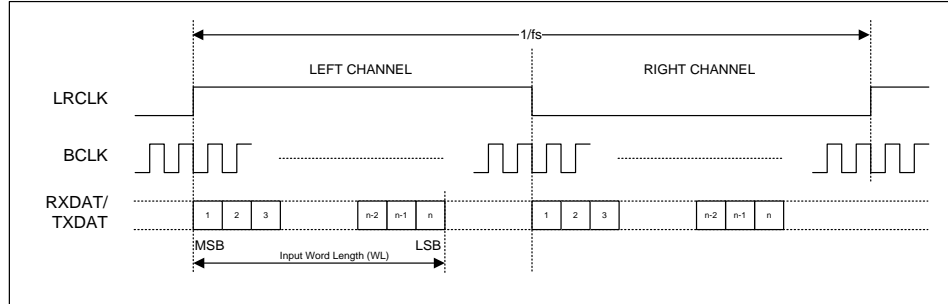 1/fs
LEFT CHANNEL RIGHT CHANNEL
LRCLK
BCLK
RXDAT/
TXDAT
1 2 3 n-2 n-1 n 1 2 3 n-2 n-1 n
MSB LSB
Input Word Length (WL)